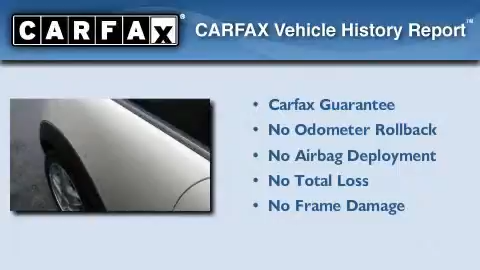 CARFAX® CARFAX Vehicle History Report™
• Carfax Guarantee
• No Odometer Rollback
• No Airbag Deployment
• No Total Loss
• No Frame Damage